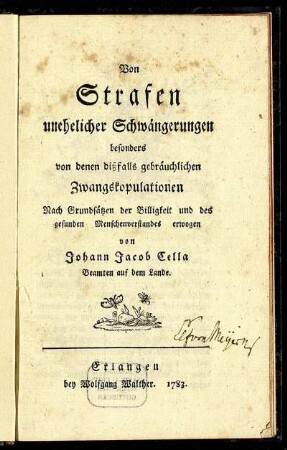 Von
Strafen
unehelicher Schwängerungen
besonders
von denen dißfalls gebräuchlichen
Zwangskopulationen
Nach Grundsätzen der Billigkeit und des
gesunden Menschenverstandes erwogen
von
Johann Jacob Cella
Beamten auf dem Lande.
Erlangen
bey Wolfgang Walther. 1783.